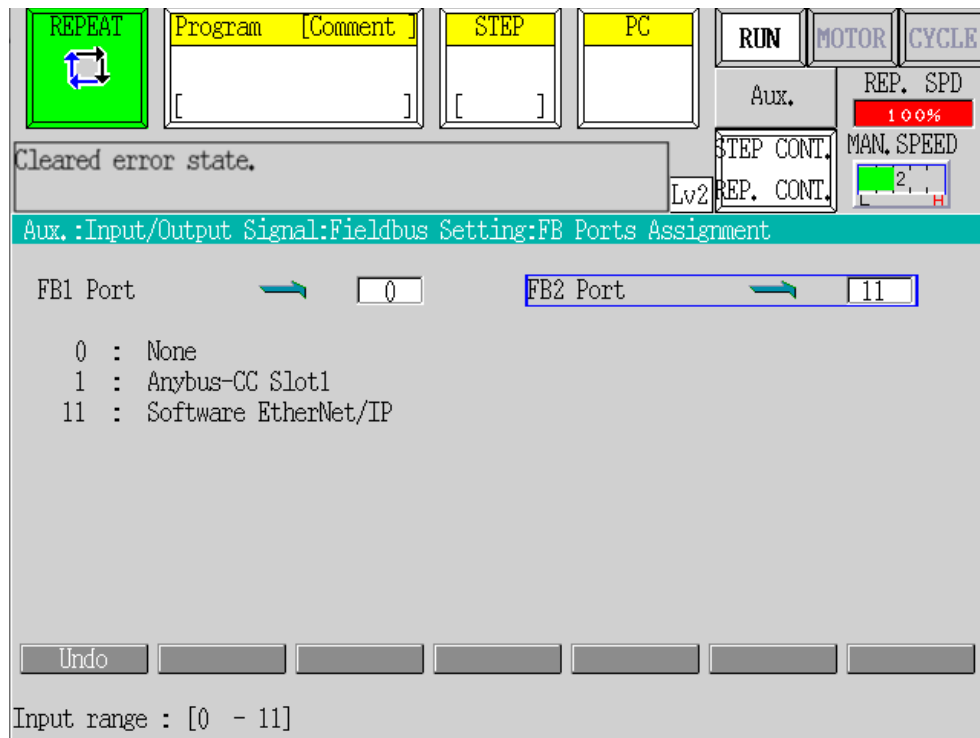 REPEAT
Program [Comment ]
[ ]
STEP
[ ]
PC
RUN
MOTOR
CYCLE
Aux.
REP. SPD
100%
Cleared error state.
Lv2
STEP CONT.
REP. CONT.
MAN.SPEED
2
L H
Aux.:Input/Output Signal:Fieldbus Setting:FB Ports Assignment
FB1 Port 0 FB2 Port 11
0 : None
1 : Anybus-CC Slot1
11 : Software EtherNet/IP
Undo
Input range : [0 - 11]